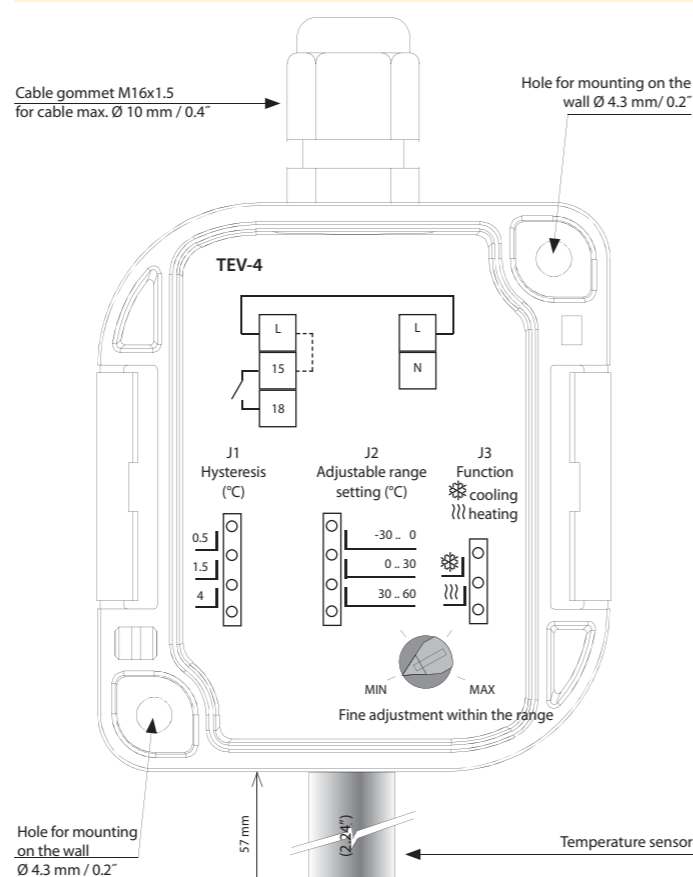 Cable gommet M16x1.5
for cable max. Ø 10 mm / 0.4˝
Hole for mounting on the
wall Ø 4.3 mm/ 0.2˝
TEV-4
L
15
18
L
N
J1
Hysteresis
(°C)
0.5
1.5
4
J2
Adjustable range
setting (°C)
-30 .. 0
0 .. 30
30 .. 60
J3
Function
cooling
heating
MIN
MAX
Fine adjustment within the range
Hole for mounting
on the wall
Ø 4.3 mm / 0.2˝
57 mm
(2.24")
Temperature sensor